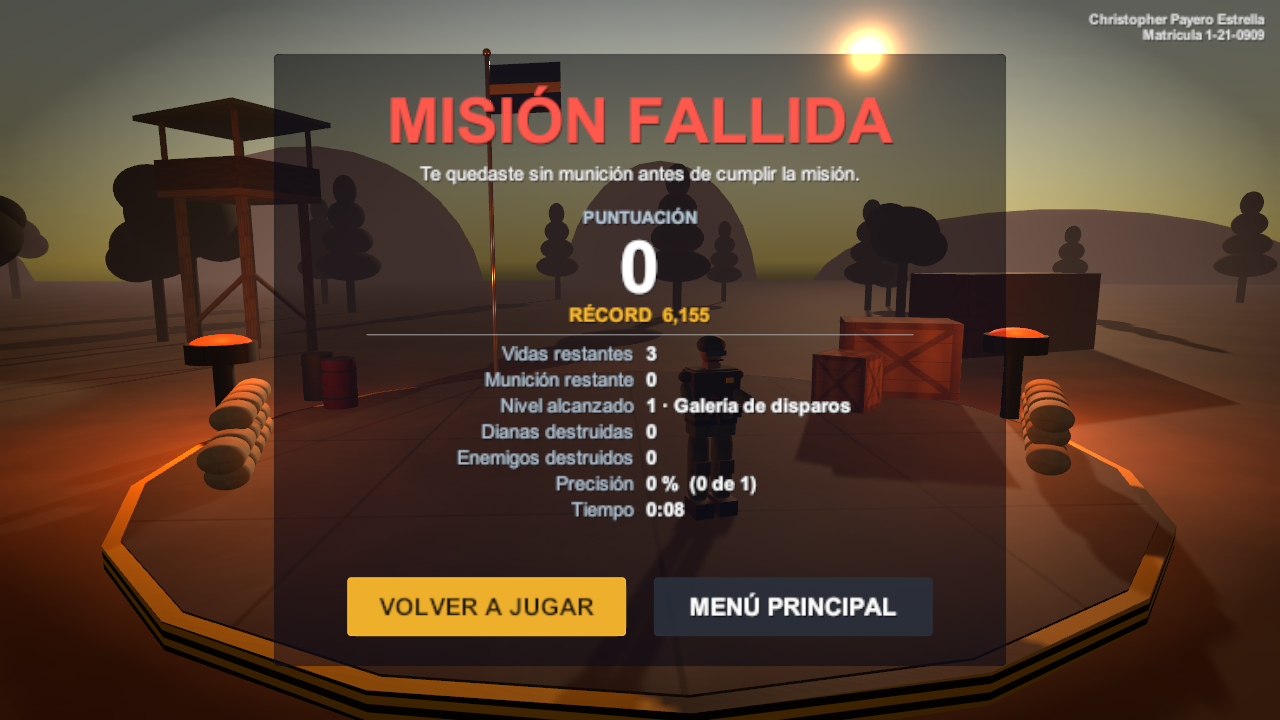 Christopher Payero Estrella
Matrícula 1-21-0909
MISIÓN FALLIDA
Te quedaste sin munición antes de cumplir la misión.
PUNTUACIÓN
0
RÉCORD 6,155
Vidas restantes 3
Munición restante 0
Nivel alcanzado 1 · Galería de disparos
Dianas destruidas 0
Enemigos destruidos 0
Precisión 0 % (0 de 1)
Tiempo 0:08
VOLVER A JUGAR
MENÚ PRINCIPAL